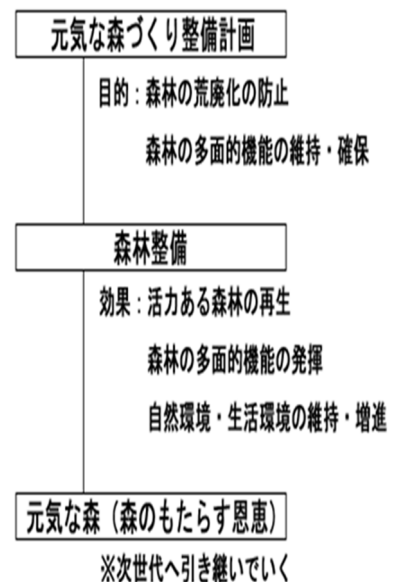 元気な森づくり整備計画
目的：森林の荒廃化の防止
森林の多面的機能の維持・確保
森林整備
効果：活力ある森林の再生
森林の多面的機能の発揮
自然環境・生活環境の維持・増進
元気な森（森のもたらす恩恵）
※次世代へ引き継いでいく